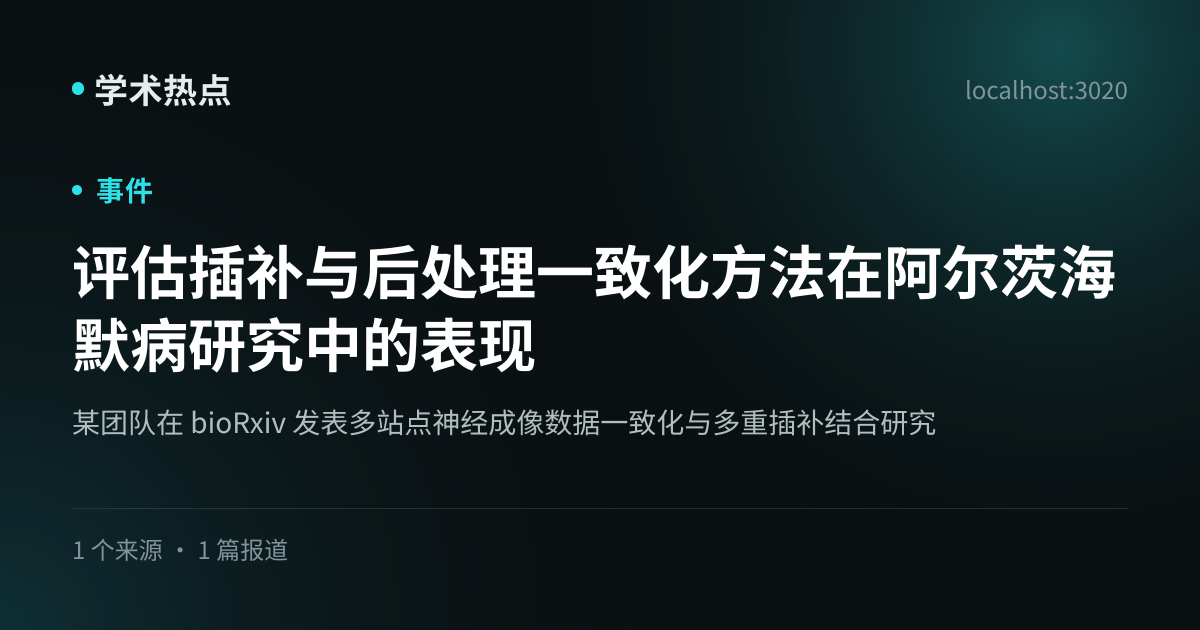 学术热点
localhost:3020
事件
评估插补与后处理一致化方法在阿尔茨海
默病研究中的表现
某团队在 bioRxiv 发表多站点神经成像数据一致化与多重插补结合研究
1 个来源 · 1 篇报道